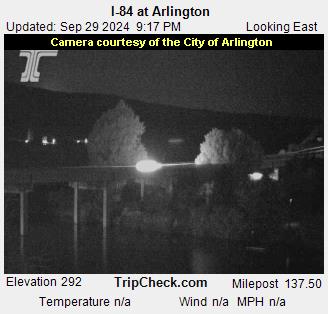 I-84 at Arlington
Updated: Sep 29 2024 9:17 PM Looking East
Camera courtesy of the City of Arlington
Elevation 292 TripCheck.com Milepost 137.50
Temperature n/a Wind n/a MPH n/a